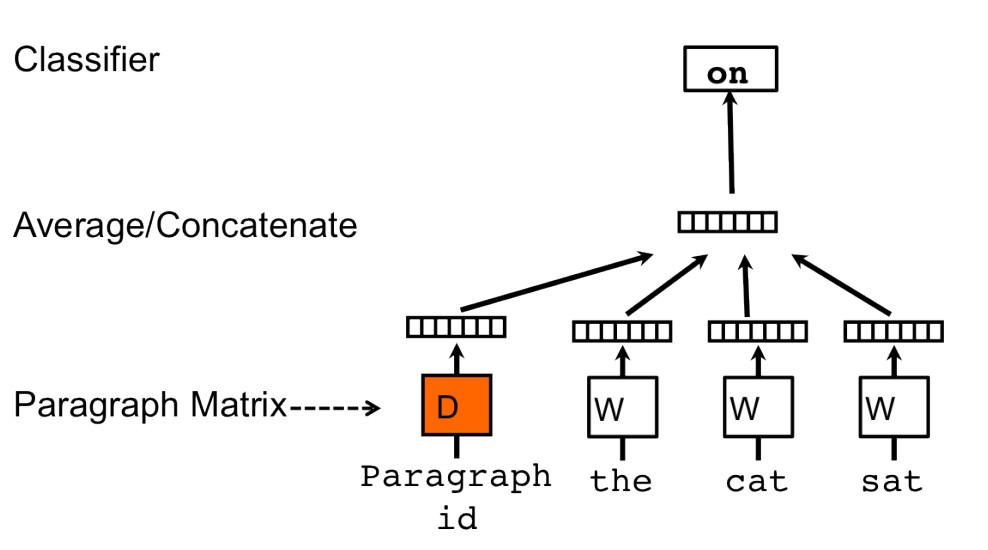 Classifier
on
Average/Concatenate
Paragraph Matrix
D
W
W
W
Paragraph
id
the
cat
sat